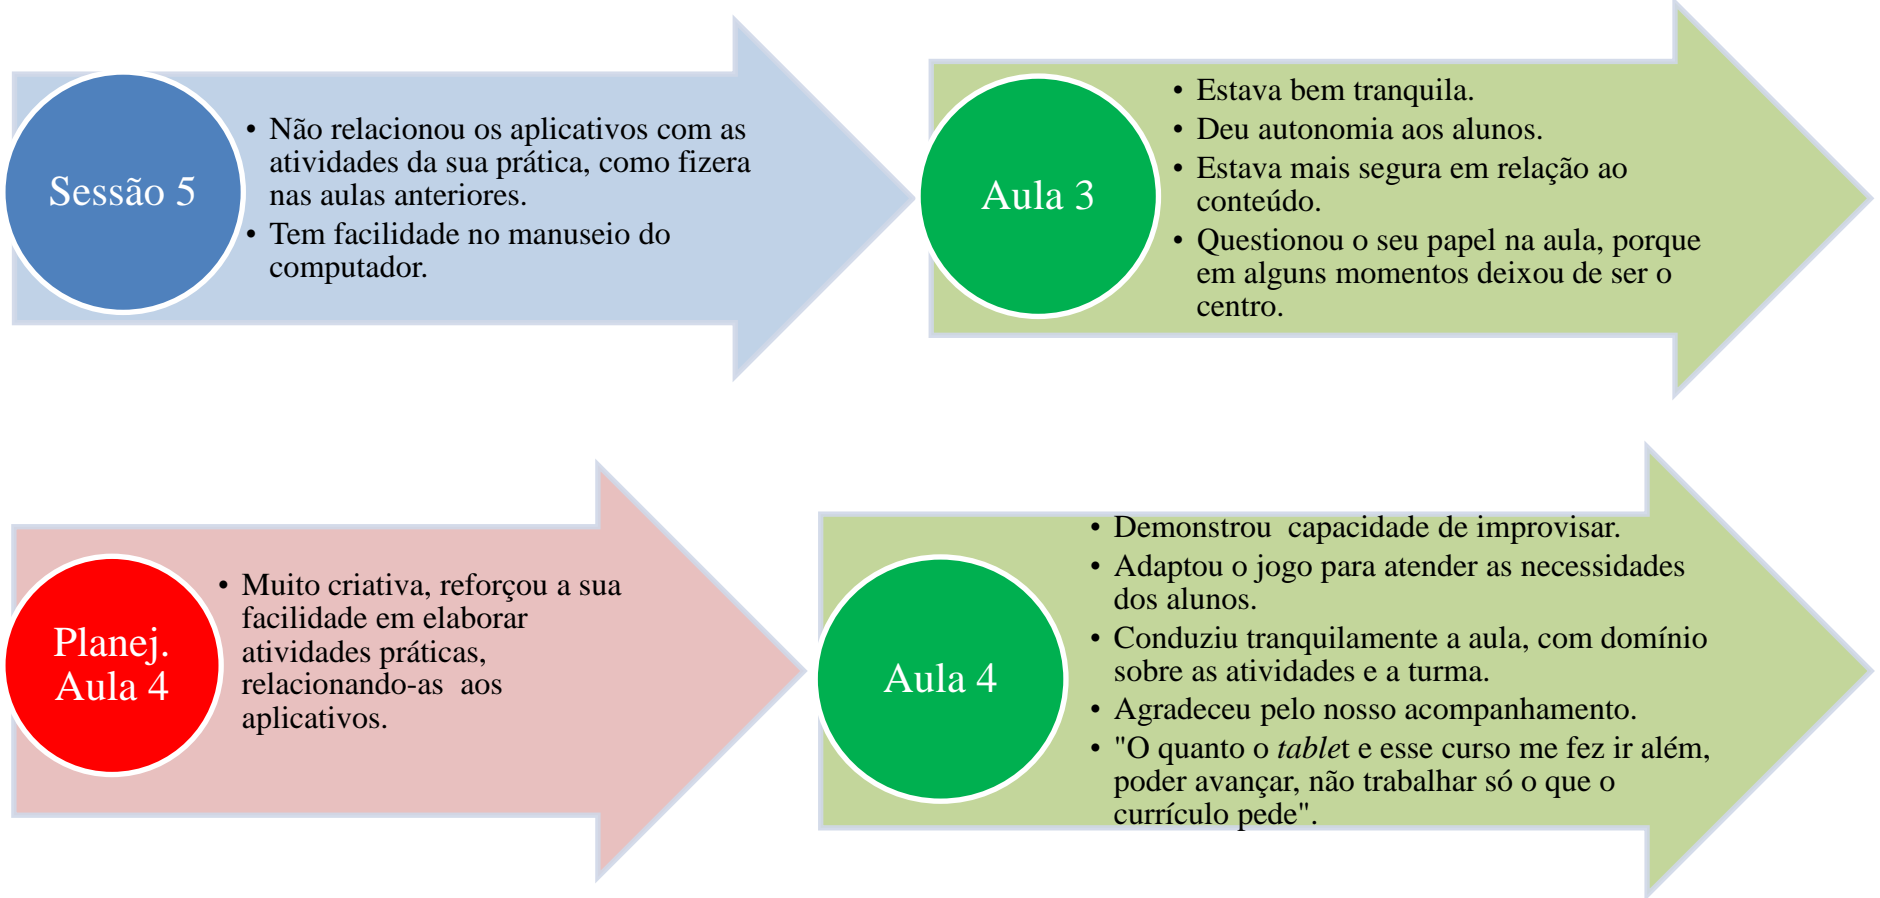 Sessão 5
• Não relacionou os aplicativos com as
atividades da sua prática, como fizera
nas aulas anteriores.
• Tem facilidade no manuseio do
computador.
Aula 3
• Estava bem tranquila.
• Deu autonomia aos alunos.
• Estava mais segura em relação ao
conteúdo.
• Questionou o seu papel na aula, porque
em alguns momentos deixou de ser o
centro.
Planej.
Aula 4
• Muito criativa, reforçou a sua
facilidade em elaborar
atividades práticas,
relacionando-as  aos
aplicativos.
Aula 4
• Demonstrou  capacidade de improvisar.
• Adaptou o jogo para atender as necessidades
dos alunos.
• Conduziu tranquilamente a aula, com domínio
sobre as atividades e a turma.
• Agradeceu pelo nosso acompanhamento.
• "O quanto o tablet e esse curso me fez ir além,
poder avançar, não trabalhar só o que o
currículo pede".